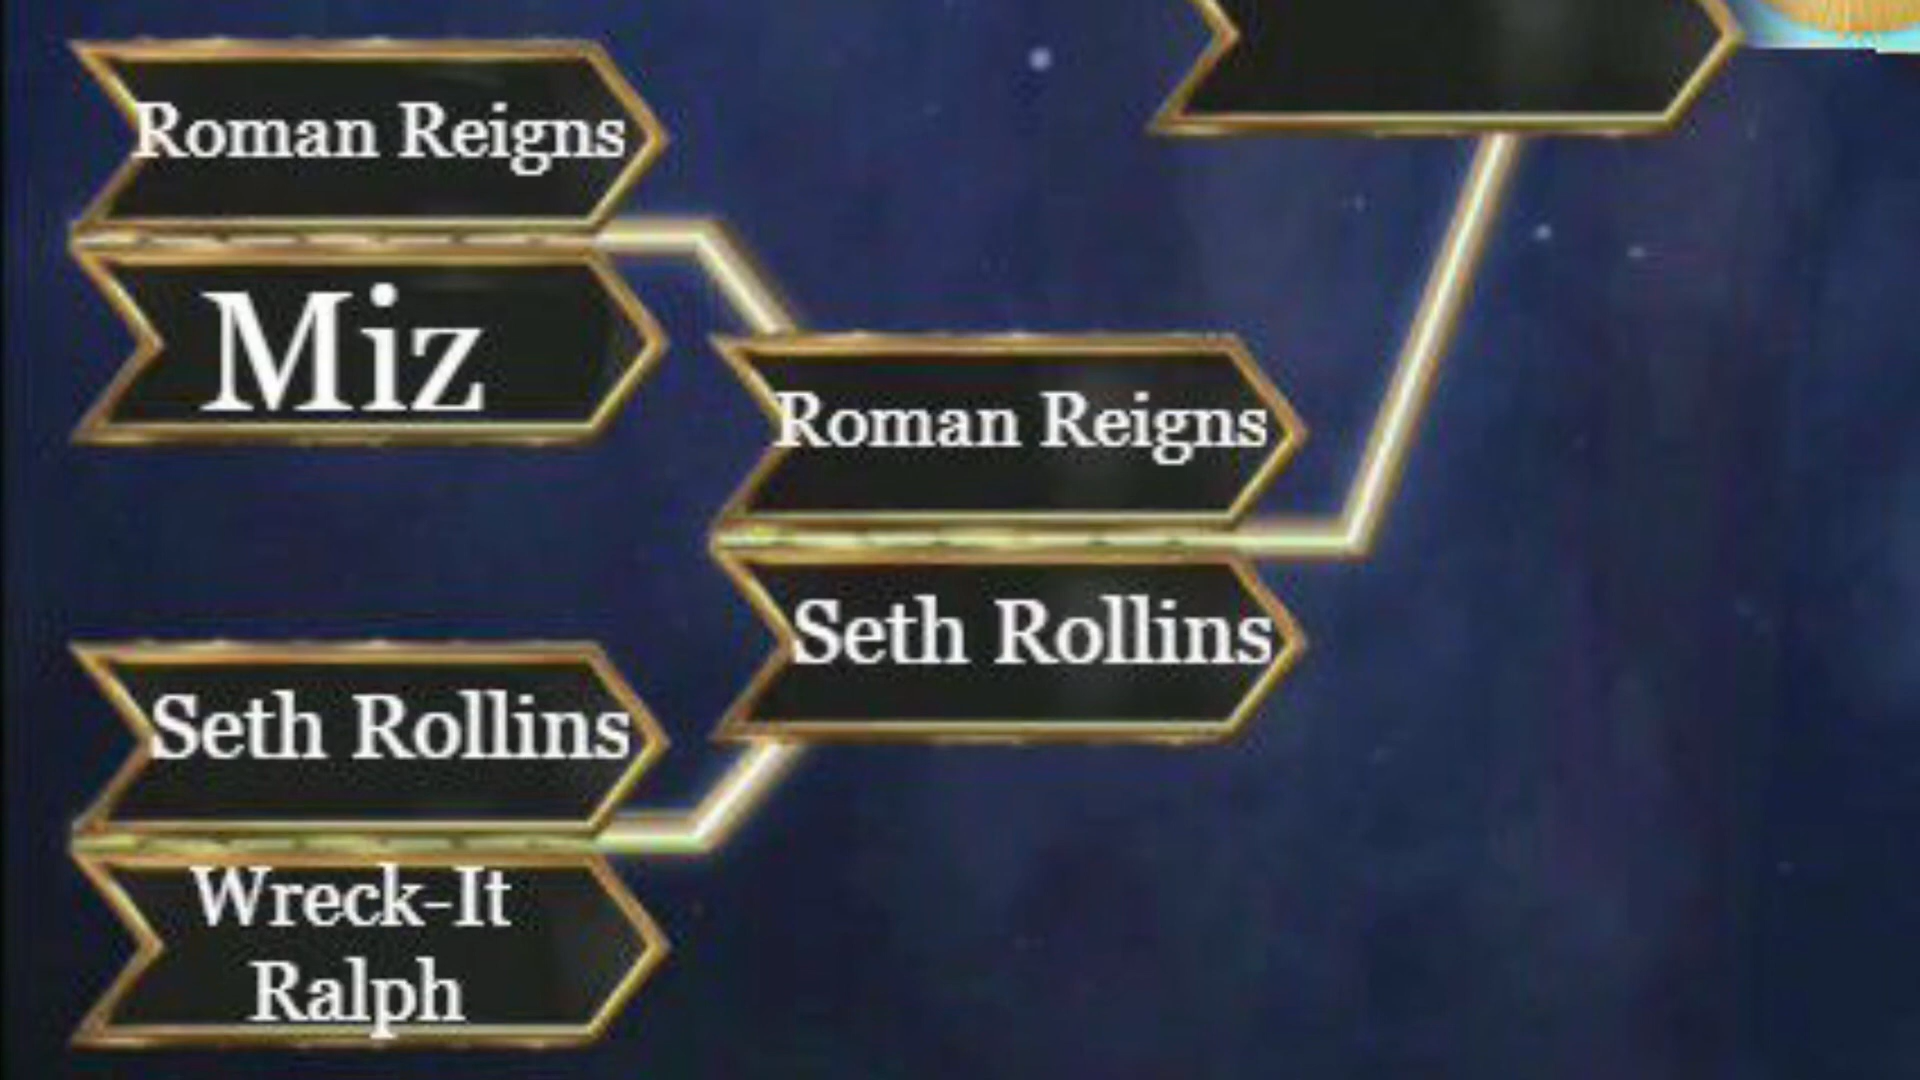 Roman Reigns
Miz
Roman Reigns
Seth Rollins
Seth Rollins
Wreck-It
Ralph